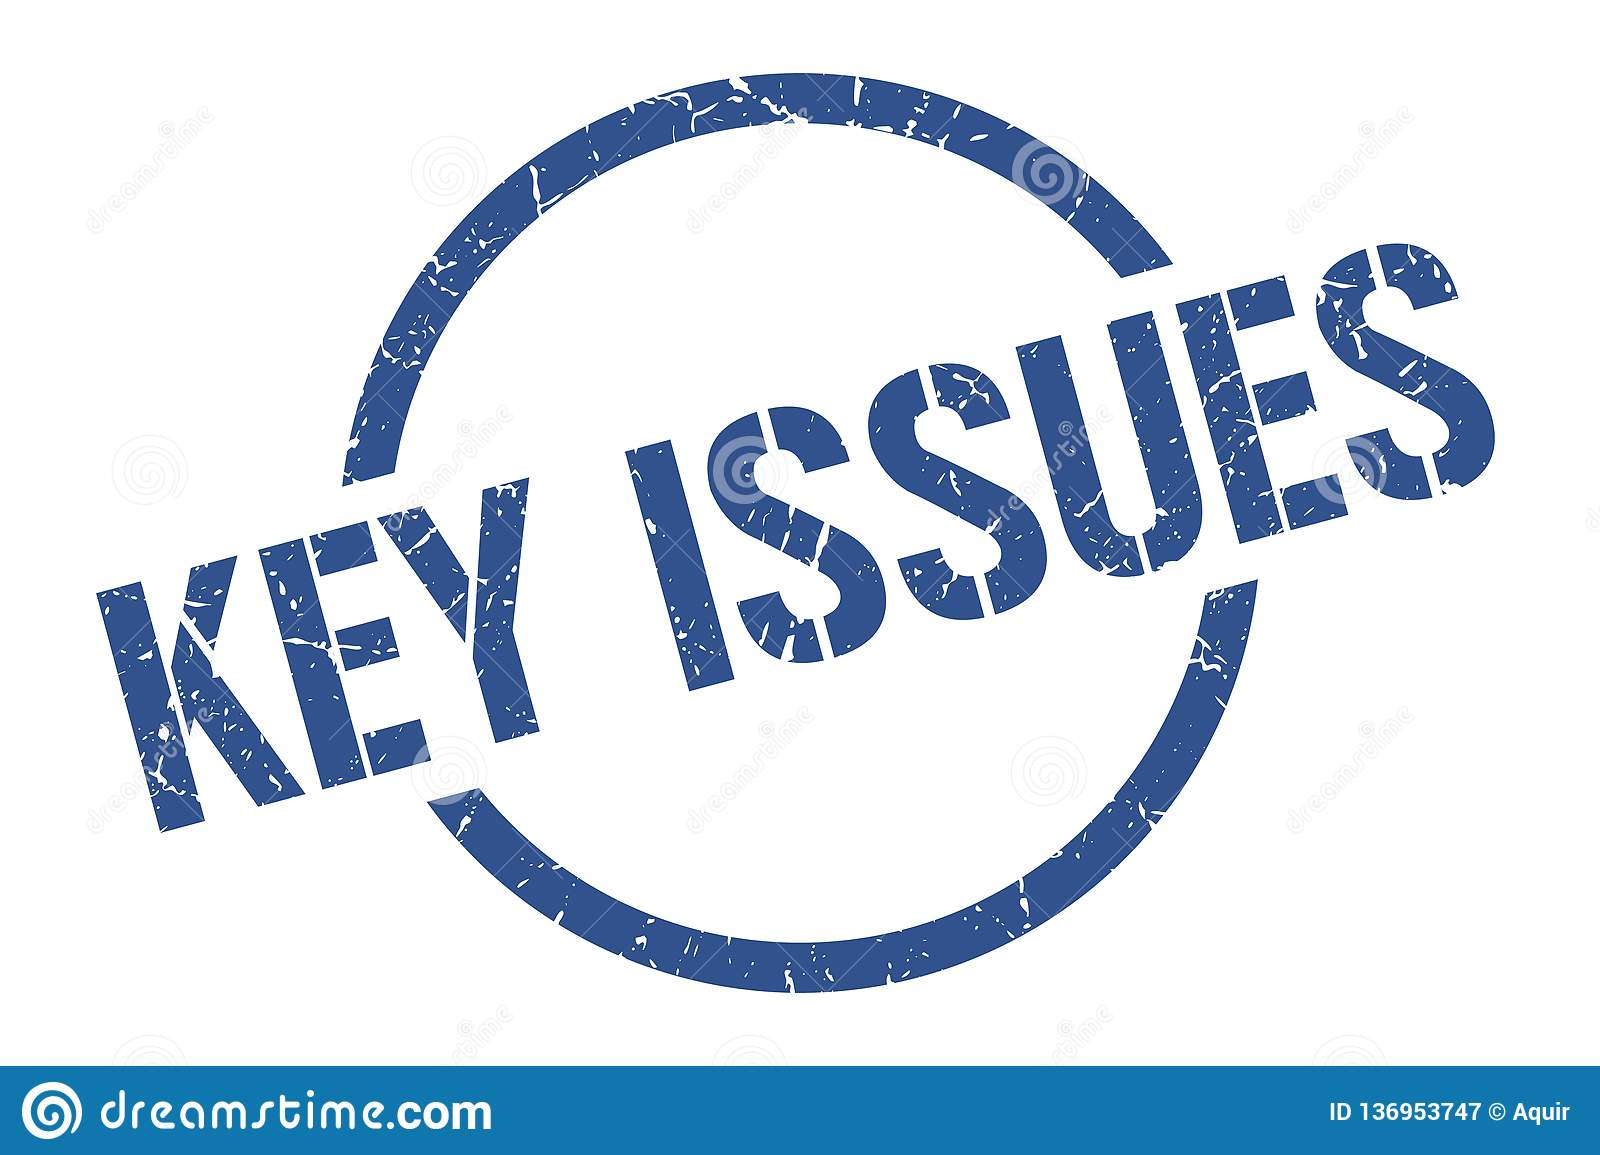 KEY ISSUES
dreamstime.com
ID 136953747 © Aquir